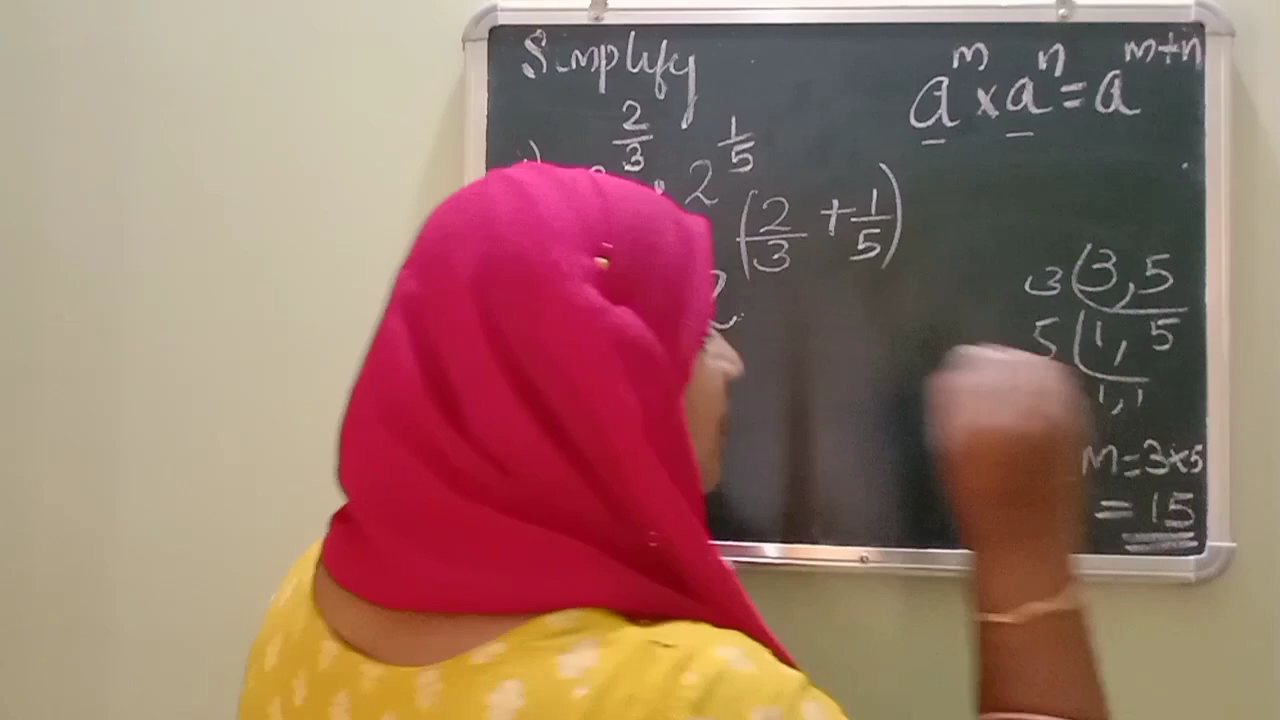 Simplify
a^m × a^n = a^(m+n)
2/3 . 2^(1/5)
2^(2/3 + 1/5)
3 (3, 5
5 (1, 5
1, 1
M = 3×5
= 15